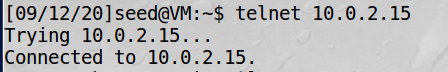 [09/12/20]seed@VM:~$ telnet 10.0.2.15
Trying 10.0.2.15...
Connected to 10.0.2.15.